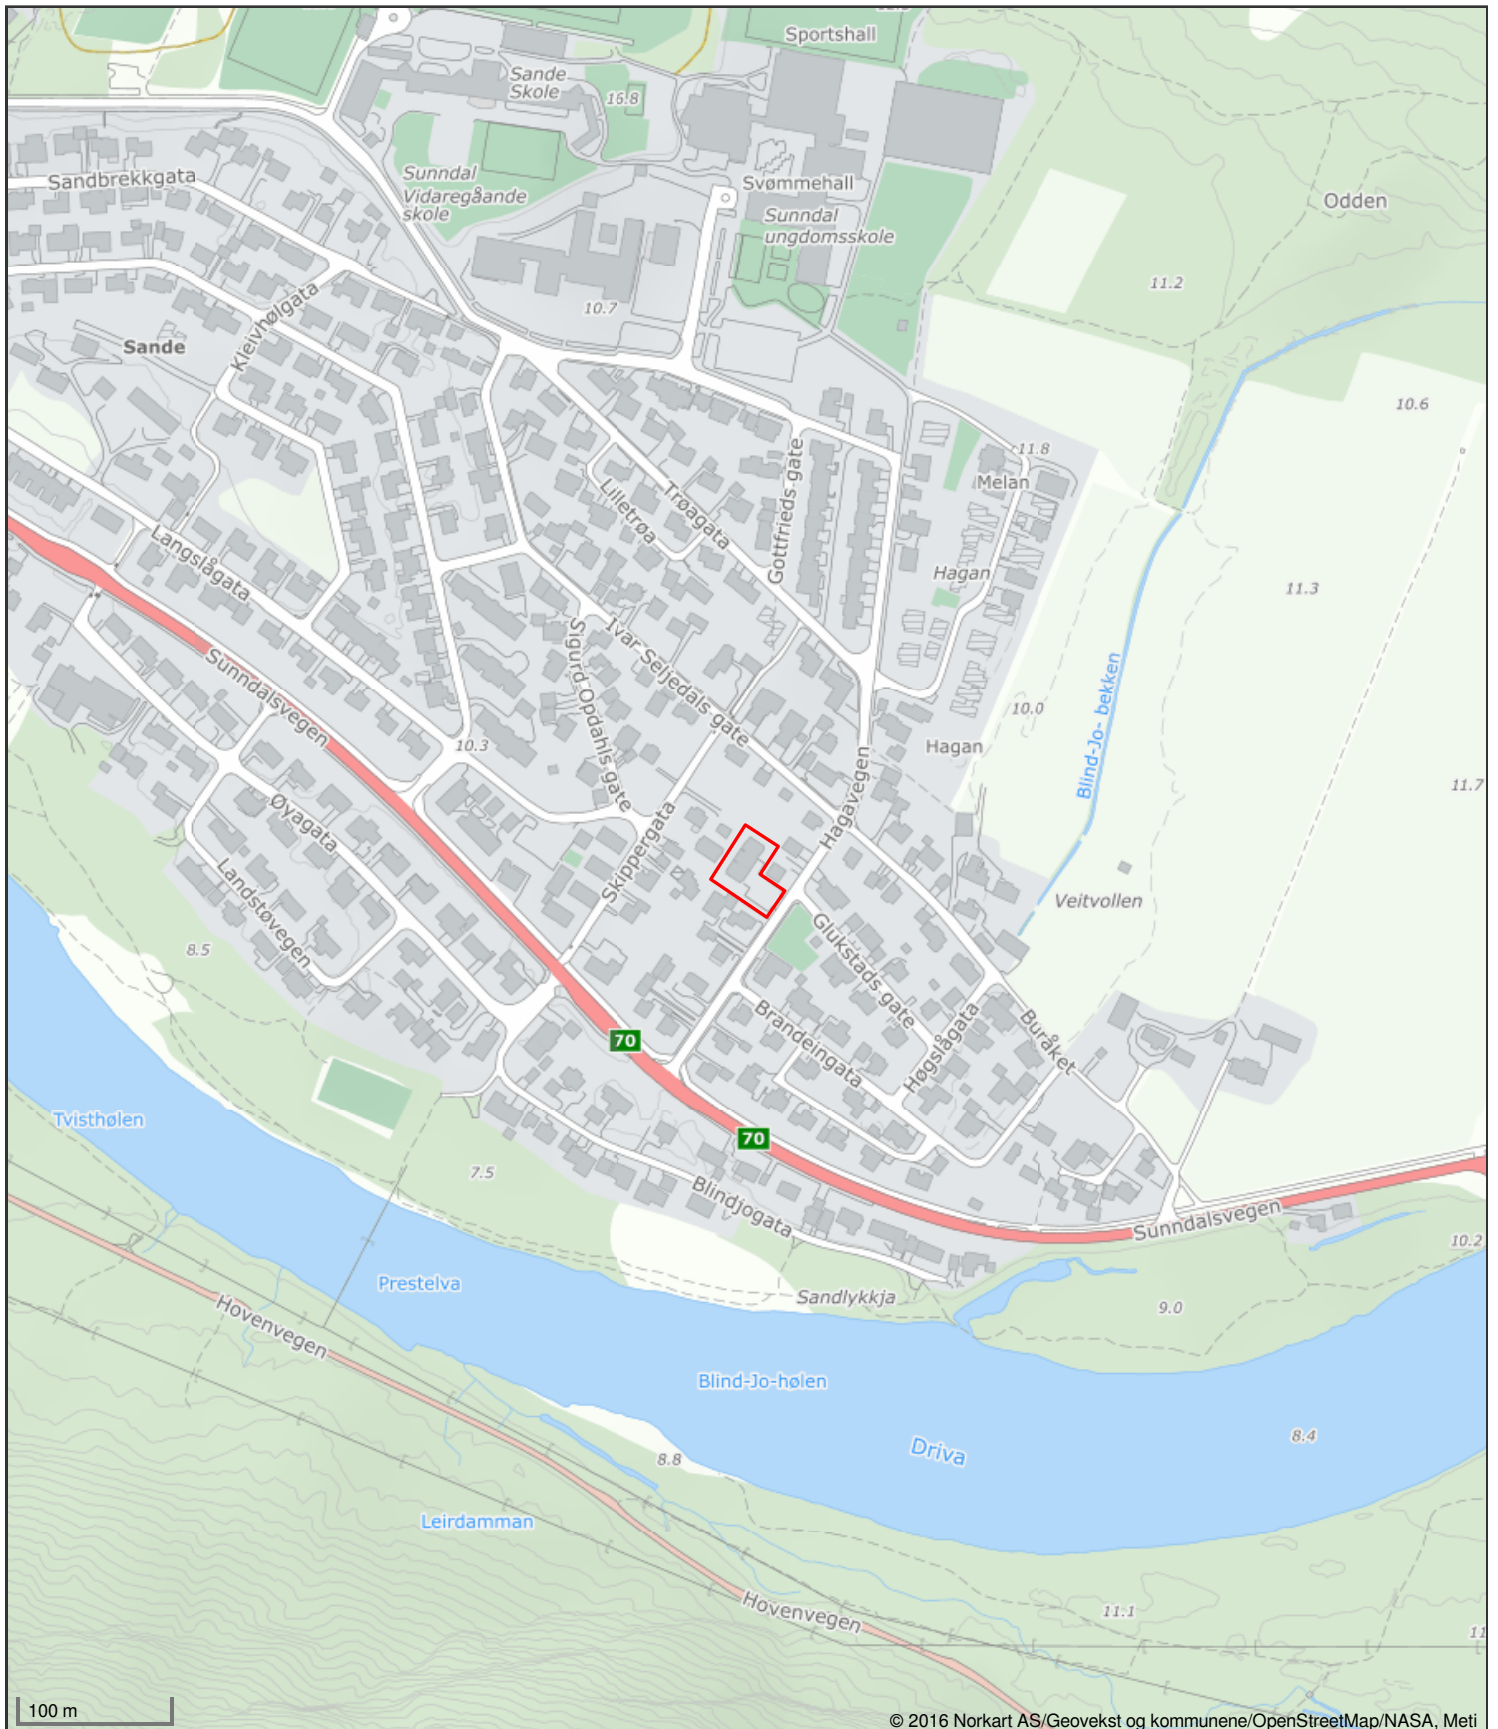 Sportshall
Sande
Skole
16.8
Sandbrekkgata
Sunndal
Vidaregåande
skole
Svømmehall
Sunndal
ungdomsskole
Odden
11.2
10.7
Kleivhølgata
Sande
10.6
11.8
Melan
Gottfrieds gate
Trøagata
Lilletrøa
Langslågata
Hagan
11.3
Sigurd Opdahls gate
Ivar Seljedals gate
Sunndalsvegen
Blind-Jo- bekken
10.0
10.3
Hagan
11.7
Øyagata
Hagavegen
Skippergata
Landstøvegen
Veitvollen
8.5
Glukstads gate
Brandeingata
Høgslågata
Buråket
70
Tvisthølen
70
7.5
Blindjogata
Sunndalsvegen
10.2
Prestelva
Sandlykkja
9.0
Hovenvegen
Blind-Jo-hølen
Driva
8.4
8.8
Leirdamman
Hovenvegen
11.1
11
100 m
© 2016 Norkart AS/Geovekst og kommunene/OpenStreetMap/NASA, Meti